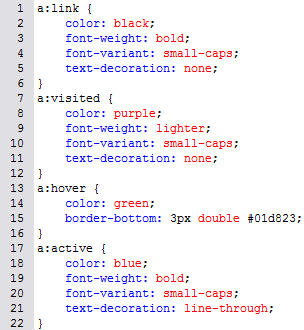 1 a:link {
2     color: black;
3     font-weight: bold;
4     font-variant: small-caps;
5     text-decoration: none;
6 }
7 a:visited {
8     color: purple;
9     font-weight: lighter;
10     font-variant: small-caps;
11     text-decoration: none;
12 }
13 a:hover {
14     color: green;
15     border-bottom: 3px double #01d823;
16 }
17 a:active {
18     color: blue;
19     font-weight: bold;
20     font-variant: small-caps;
21     text-decoration: line-through;
22 }